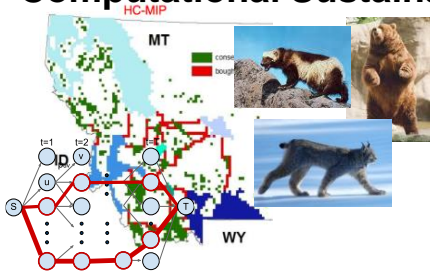 Computational Sustain
HC-MIP
MT
conse
bough
t=1 t=2
ID
v
u
S
T
WY